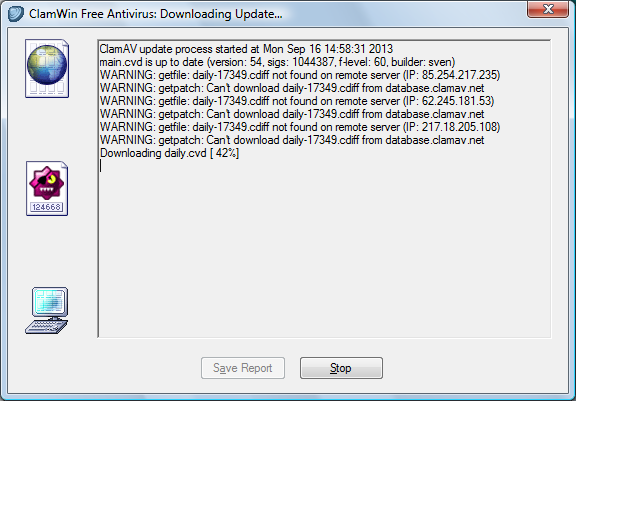 ClamWin Free Antivirus: Downloading Update...
ClamAV update process started at Mon Sep 16 14:58:31 2013
main.cvd is up to date (version: 54, sigs: 1044387, f-level: 60, builder: sven)
WARNING: getfile: daily-17349.cdiff not found on remote server (IP: 85.254.217.235)
WARNING: getpatch: Can't download daily-17349.cdiff from database.clamav.net
WARNING: getfile: daily-17349.cdiff not found on remote server (IP: 62.245.181.53)
WARNING: getpatch: Can't download daily-17349.cdiff from database.clamav.net
WARNING: getfile: daily-17349.cdiff not found on remote server (IP: 217.18.205.108)
WARNING: getpatch: Can't download daily-17349.cdiff from database.clamav.net
Downloading daily.cvd [ 42%]
124668
Save Report
Stop